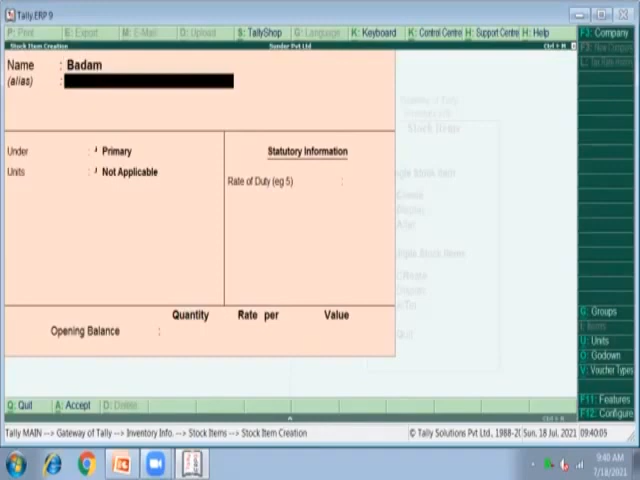 Tally.ERP 9
P: Print E: Export M: E-Mail O: Upload S: TallyShop G: Language K: Keyboard K: Control Centre H: Support Centre H: Help
F3: Company
Stock Item Creation Sunder Pvt Ltd Ctrl + M
Name : Badam
(alias) :
Stock Items
Under : Primary Statutory Information
Units : Not Applicable
Rate of Duty (eg 5) :
Quantity Rate per Value
Opening Balance :
Quit
G: Groups
U: Units
O: Godown
V: Voucher Types
F11: Features
F12: Configure
Q: Quit A: Accept D: Delete
Tally MAIN --> Gateway of Tally --> Inventory Info. --> Stock Items --> Stock Item Creation © Tally Solutions Pvt Ltd., 1988-20 Sun, 18 Jul, 2021 09:40:05
9:40 AM
7/18/2021